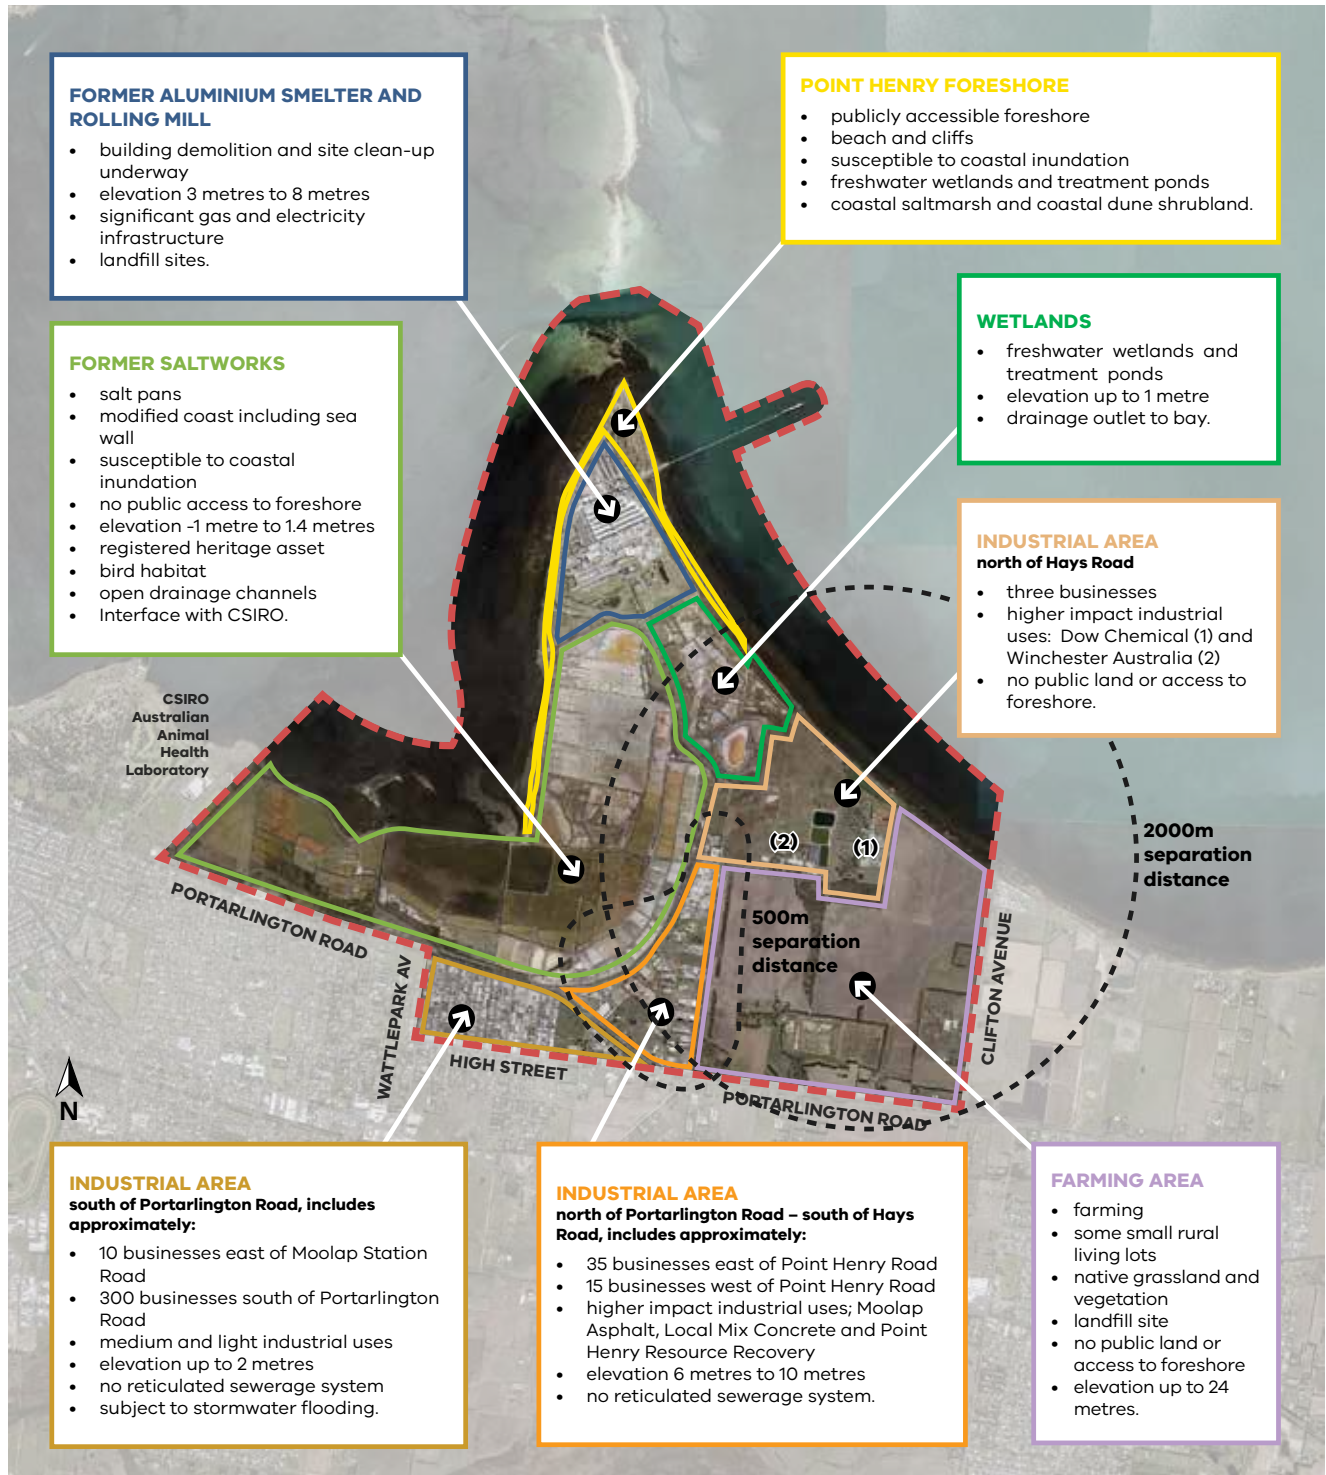 FORMER ALUMINIUM SMELTER AND
ROLLING MILL
• building demolition and site clean-up
underway
• elevation 3 metres to 8 metres
• significant gas and electricity
infrastructure
• landfill sites.
POINT HENRY FORESHORE
• publicly accessible foreshore
• beach and cliffs
• susceptible to coastal inundation
• freshwater wetlands and treatment ponds
• coastal saltmarsh and coastal dune shrubland.
WETLANDS
• freshwater wetlands and
treatment ponds
• elevation up to 1 metre
• drainage outlet to bay.
FORMER SALTWORKS
• salt pans
• modified coast including sea
wall
• susceptible to coastal
inundation
• no public access to foreshore
• elevation -1 metre to 1.4 metres
• registered heritage asset
• bird habitat
• open drainage channels
• Interface with CSIRO.
INDUSTRIAL AREA
north of Hays Road
• three businesses
• higher impact industrial
uses: Dow Chemical (1) and
Winchester Australia (2)
• no public land or access to
foreshore.
CSIRO
Australian
Animal
Health
Laboratory
(2)
(1)
2000m
separation
distance
500m
separation
distance
PORTARLINGTON ROAD
WATTLEPARK AV
HIGH STREET
PORTARLINGTON ROAD
CLIFTON AVENUE
N
INDUSTRIAL AREA
south of Portarlington Road, includes
approximately:
• 10 businesses east of Moolap Station
Road
• 300 businesses south of Portarlington
Road
• medium and light industrial uses
• elevation up to 2 metres
• no reticulated sewerage system
• subject to stormwater flooding.
INDUSTRIAL AREA
north of Portarlington Road – south of Hays
Road, includes approximately:
• 35 businesses east of Point Henry Road
• 15 businesses west of Point Henry Road
• higher impact industrial uses; Moolap
Asphalt, Local Mix Concrete and Point
Henry Resource Recovery
• elevation 6 metres to 10 metres
• no reticulated sewerage system.
FARMING AREA
• farming
• some small rural
living lots
• native grassland and
vegetation
• landfill site
• no public land or
access to foreshore
• elevation up to 24
metres.